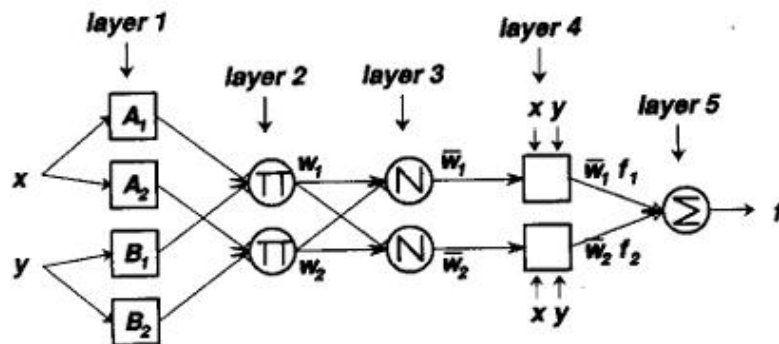 layer 1
layer 2
layer 3
layer 4
layer 5
x
y
A₁
A₂
B₁
B₂
Π
Π
w₁
w₂
N
N
w̅₁
w̅₂
x y
x y
w̅₁ f₁
w̅₂ f₂
Σ
f